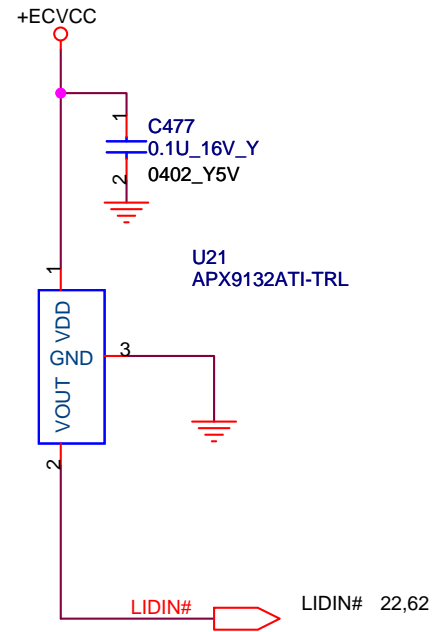 +ECVCC
1
C477
0.1U_16V_Y
0402_Y5V
2
U21
APX9132ATI-TRL
1
VDD
GND
3
VOUT
2
LIDIN#
LIDIN# 22,62